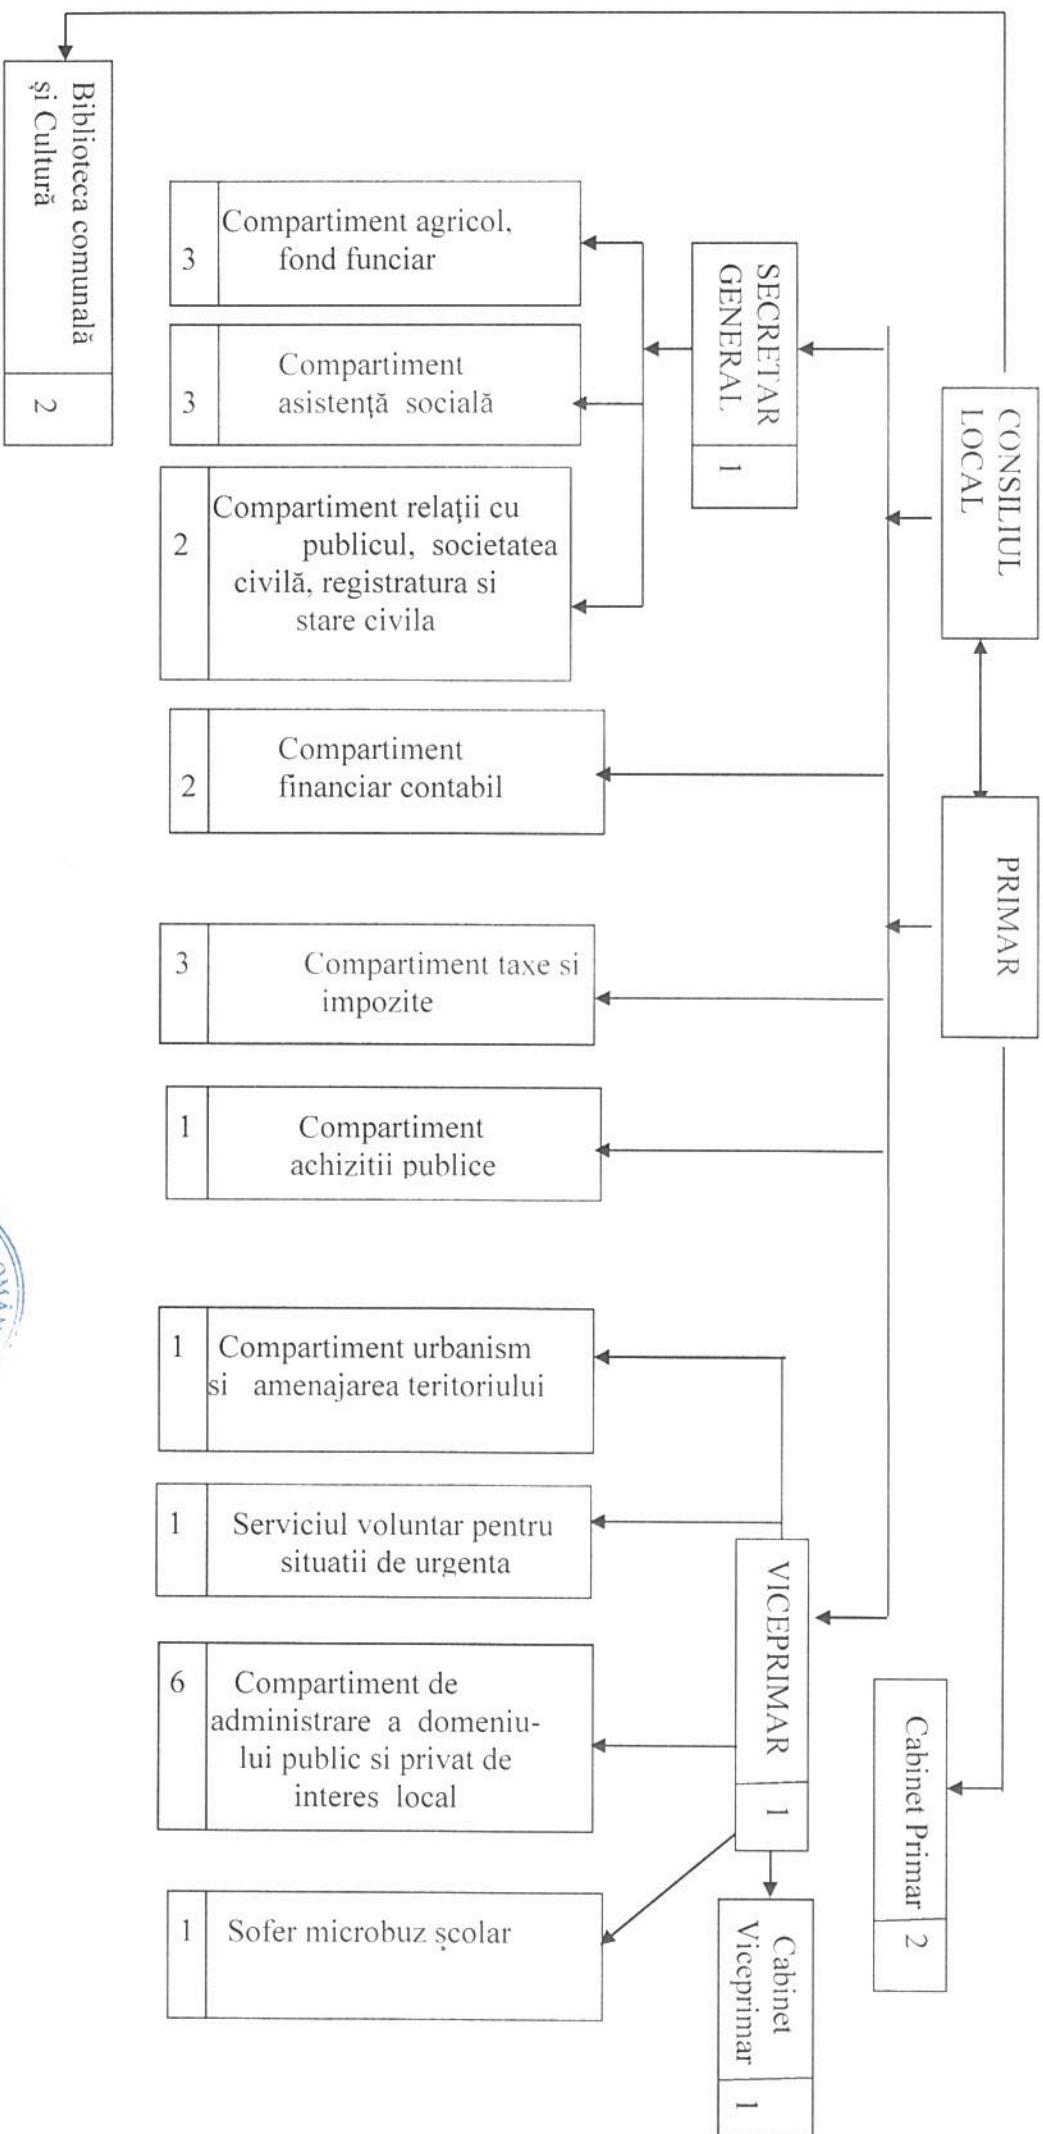 CONSILIUL
LOCAL
PRIMAR
Cabinet Primar 2
SECRETAR
GENERAL 1
VICEPRIMAR 1
Cabinet
Viceprimar 1
Biblioteca comunală
și Cultură 2
Compartiment agricol,
3 fond funciar
Compartiment
3 asistență socială
Compartiment relații cu
2 publicul, societatea
civilă, registratura si
stare civila
Compartiment
2 financiar contabil
3 Compartiment taxe si
impozite
1 Compartiment
achizitii publice
1 Compartiment urbanism
si amenajarea teritoriului
1 Serviciul voluntar pentru
situatii de urgenta
6 Compartiment de
administrare a domeniu-
lui public si privat de
interes local
1 Sofer microbuz școlar